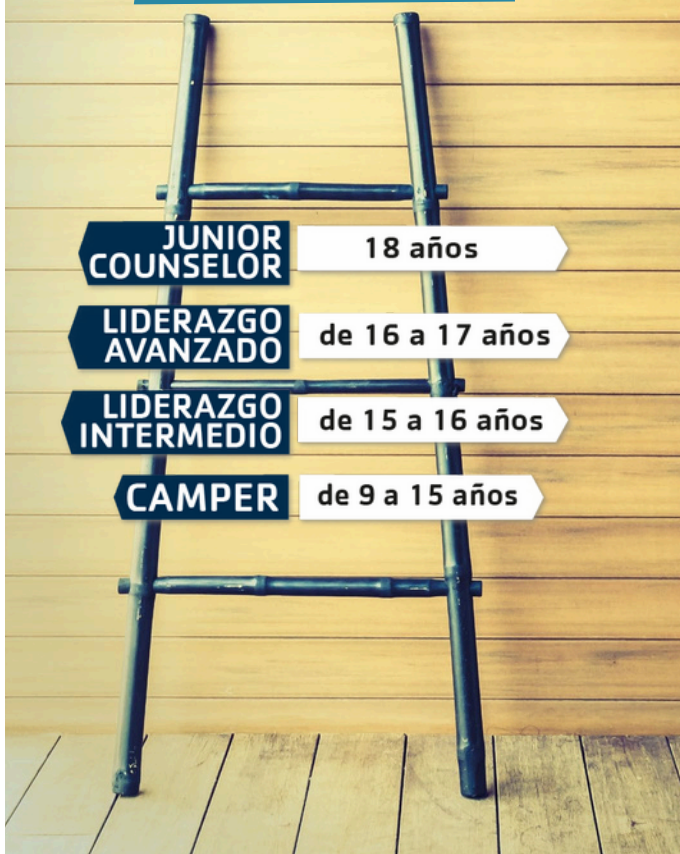 JUNIOR
COUNSELOR
18 años
LIDERAZGO
AVANZADO
de 16 a 17 años
LIDERAZGO
INTERMEDIO
de 15 a 16 años
CAMPER
de 9 a 15 años